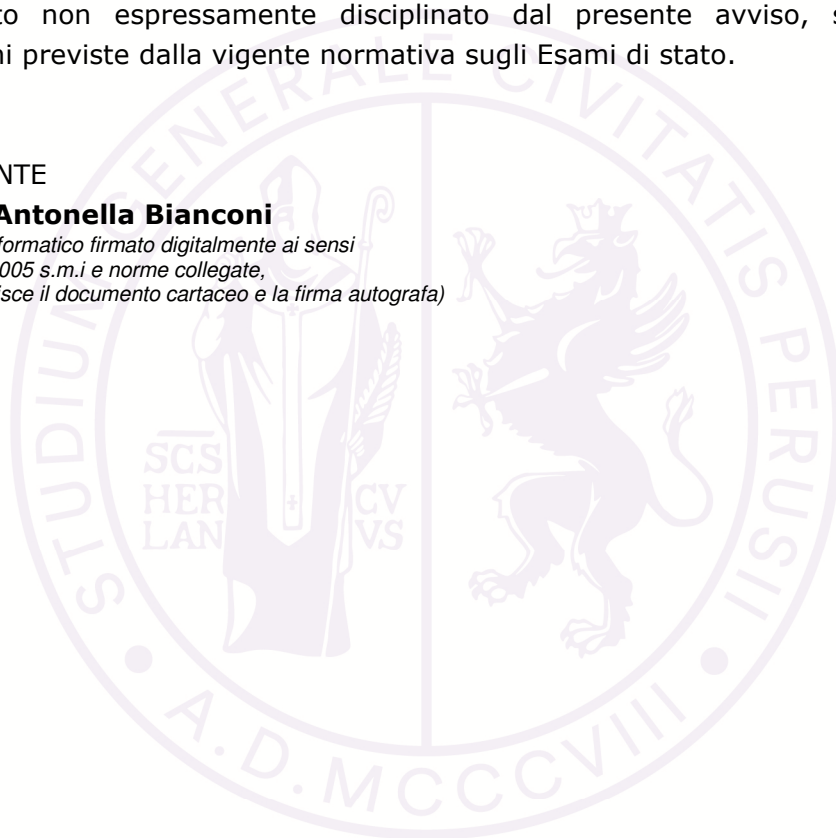 to non espressamente disciplinato dal presente avviso, s
ni previste dalla vigente normativa sugli Esami di stato.
NTE
Antonella Bianconi
formatico firmato digitalmente ai sensi
005 s.m.i e norme collegate,
isce il documento cartaceo e la firma autografa)
STUDIUM GENERALE CIVITATIS PERUSII
SCS
HER CV
LAN VS
• A.D. MCCCVIII •